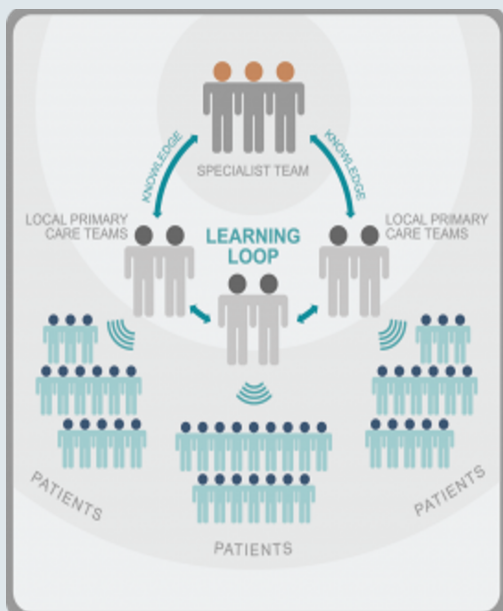 KNOWLEDGE
KNOWLEDGE
SPECIALIST TEAM
LOCAL PRIMARY
CARE TEAMS
LEARNING
LOOP
LOCAL PRIMARY
CARE TEAMS
PATIENTS
PATIENTS
PATIENTS